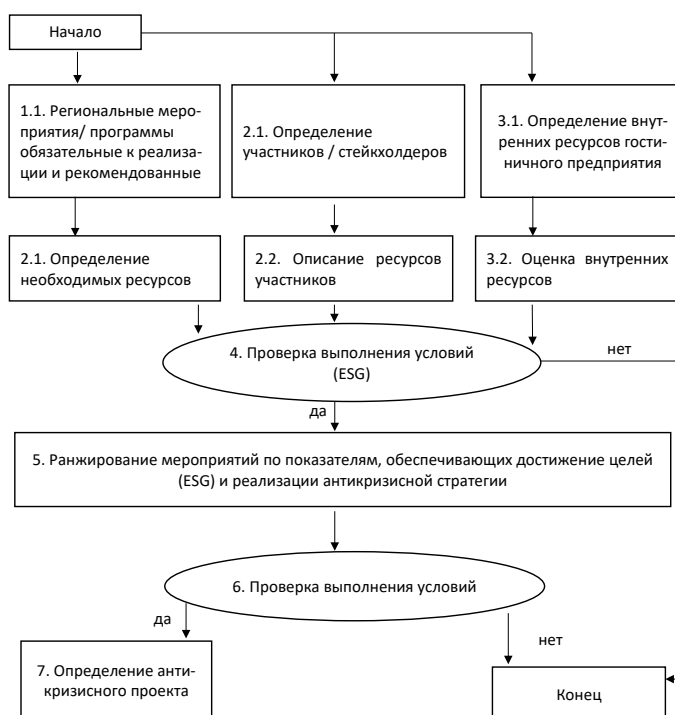 Начало
1.1. Региональные меро-
приятия/ программы
обязательные к реализа-
ции и рекомендованные
2.1. Определение
участников / стейкхолдеров
3.1. Определение внут-
ренних ресурсов гости-
ничного предприятия
2.1. Определение
необходимых ресурсов
2.2. Описание ресурсов
участников
3.2. Оценка внутренних
ресурсов
4. Проверка выполнения условий
(ESG)
нет
да
5. Ранжирование мероприятий по показателям, обеспечивающих достижение целей
(ESG) и реализации антикризисной стратегии
6. Проверка выполнения условий
да
нет
7. Определение анти-
кризисного проекта
Конец